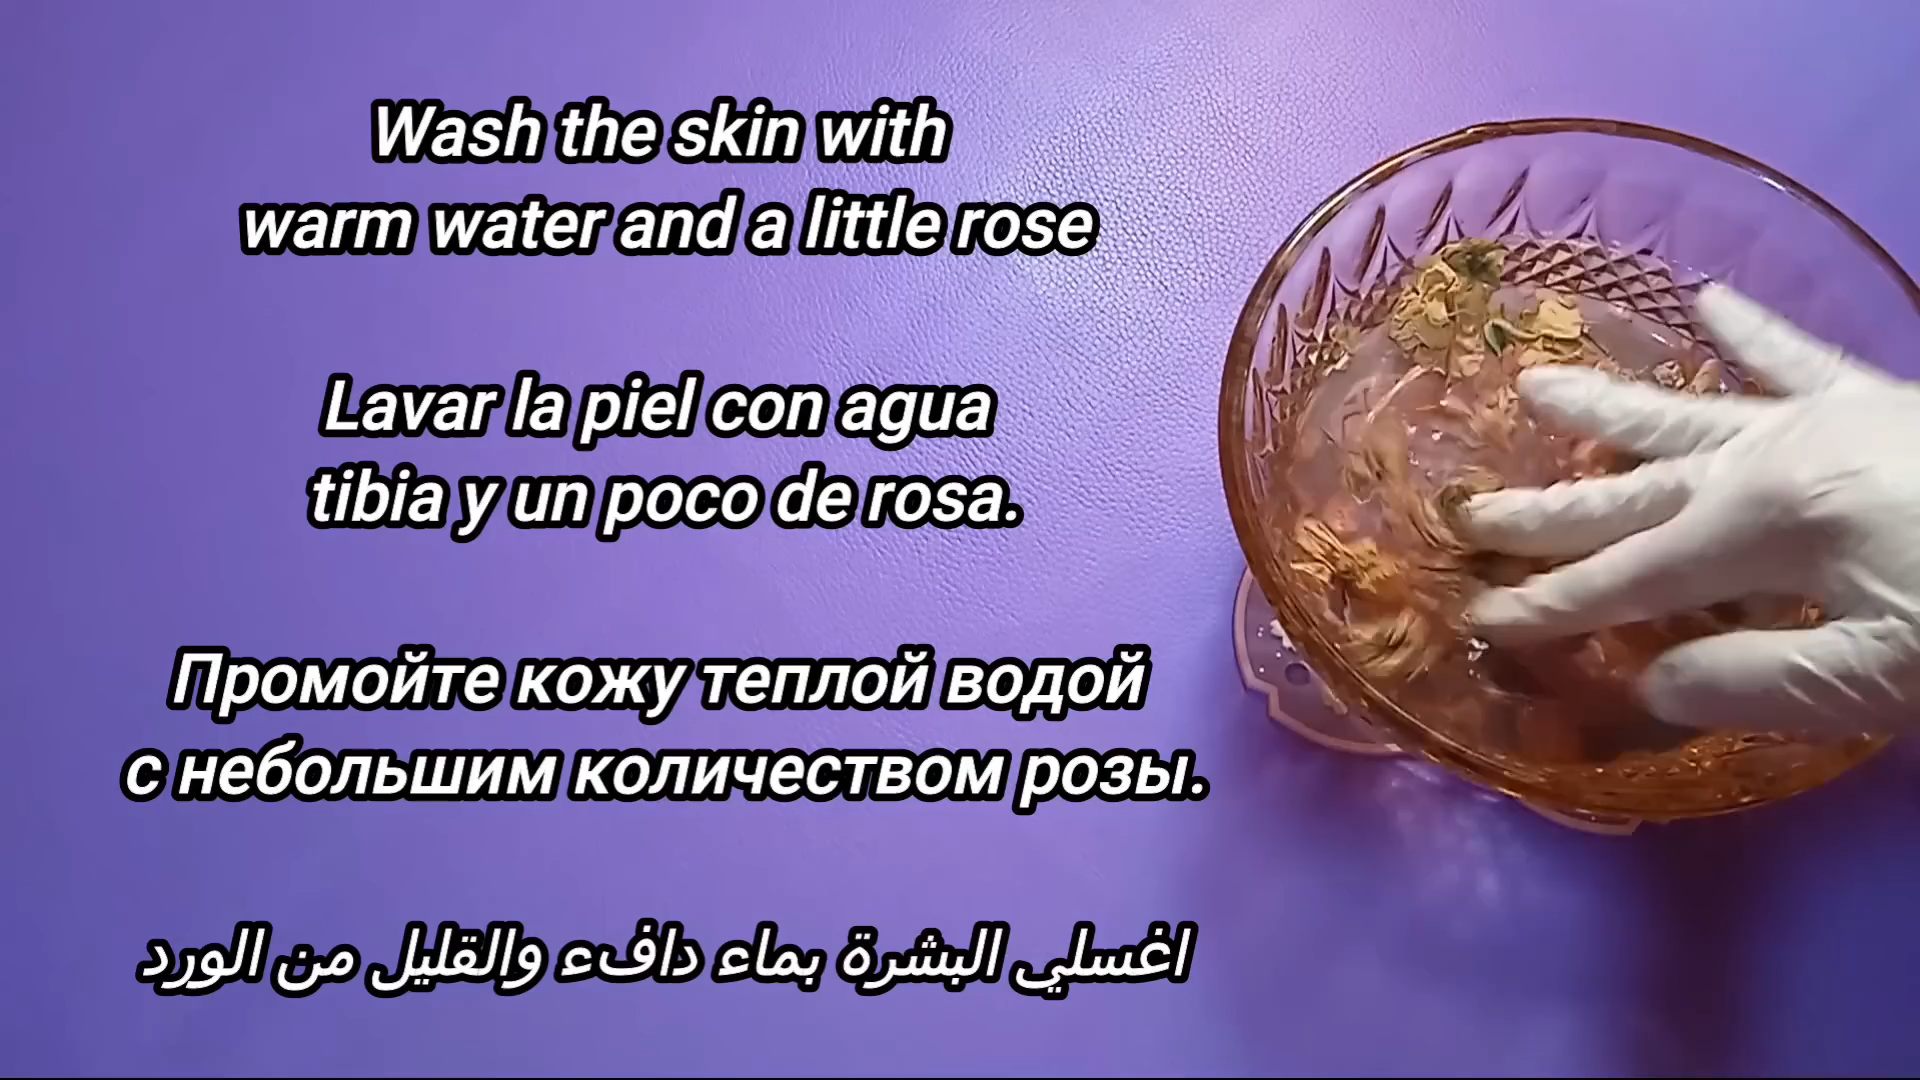 Wash the skin with
warm water and a little rose
Lavar la piel con agua
tibia y un poco de rosa.
Промойте кожу теплой водой
с небольшим количеством розы.
اغسلي البشرة بماء دافء والقليل من الورد